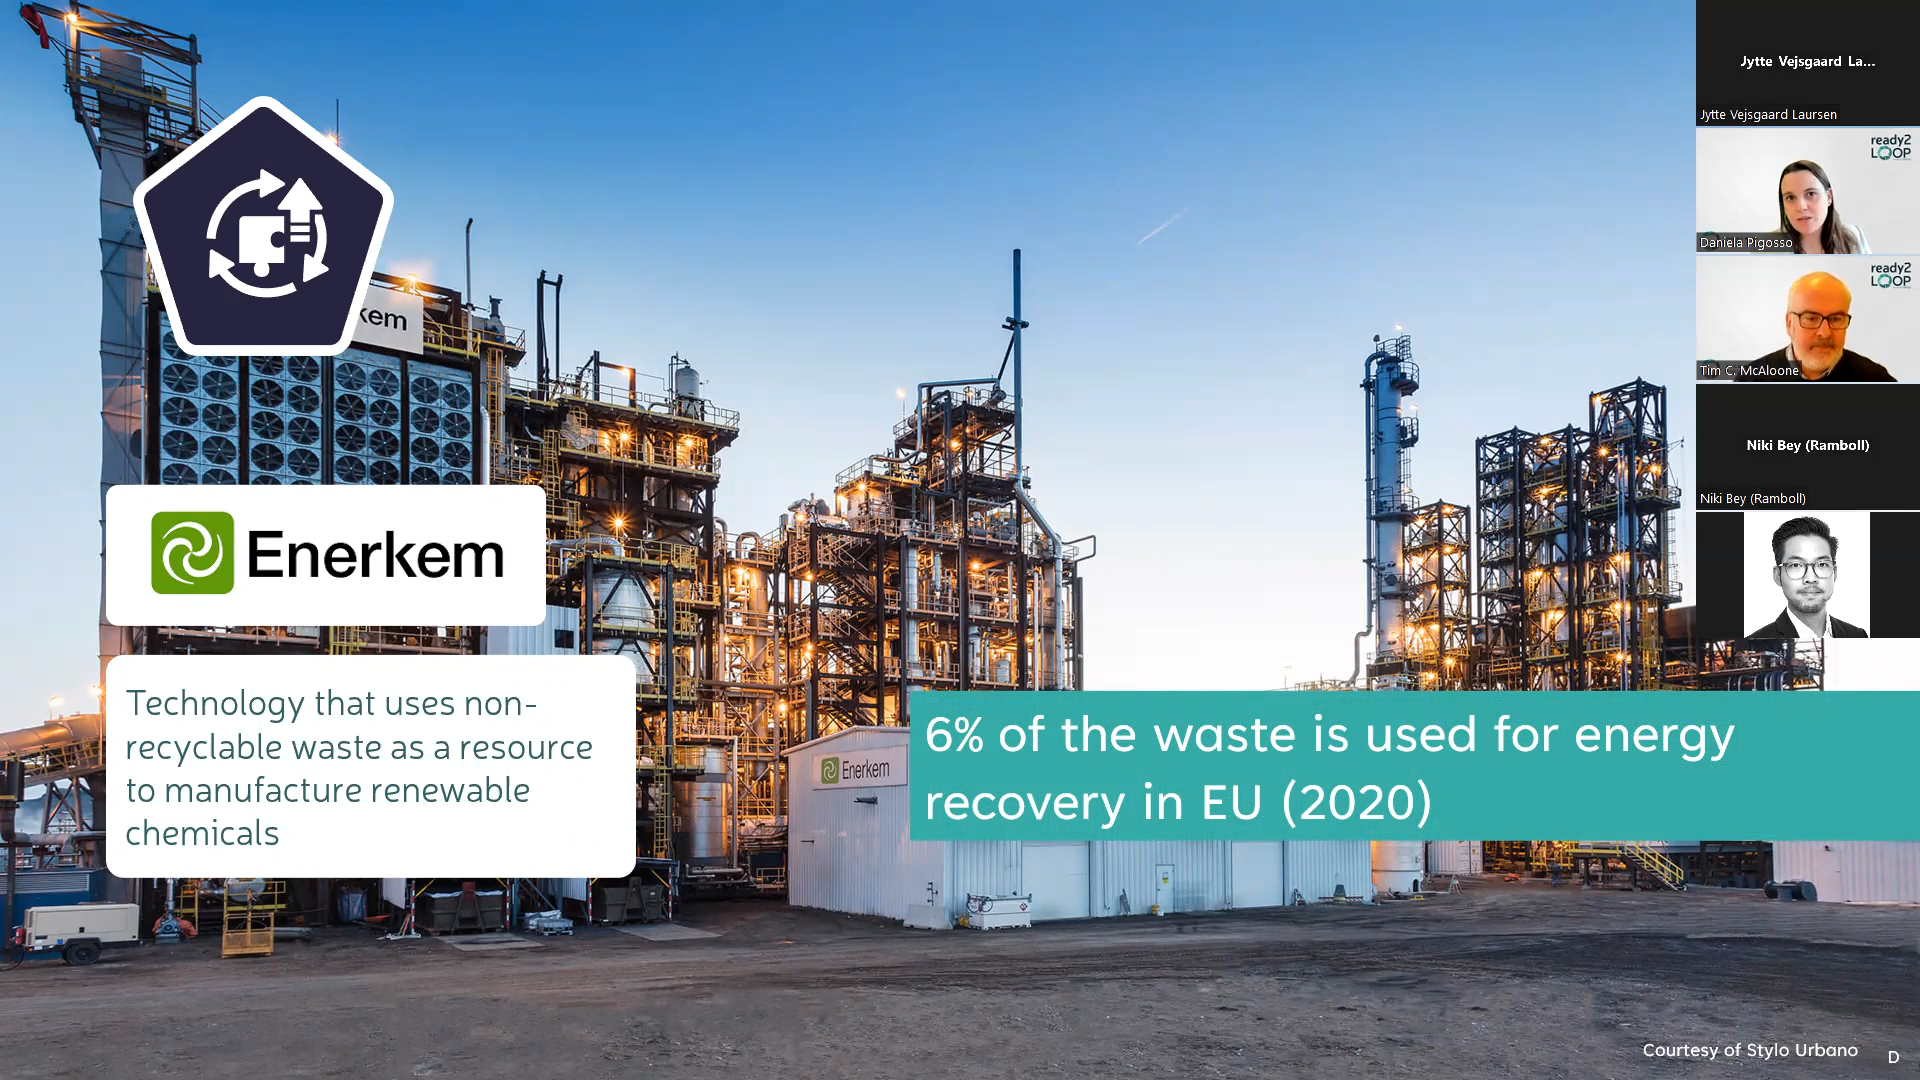 kem
Enerkem
Technology that uses non-
recyclable waste as a resource
to manufacture renewable
chemicals
Enerkem
6% of the waste is used for energy
recovery in EU (2020)
Courtesy of Stylo Urbano
D
Jytte Vejsgaard La...
Jytte Vejsgaard Laursen
ready2
LOOP
Daniela Pigosso
ready2
LOOP
Tim C. McAloone
Niki Bey (Ramboll)
Niki Bey (Ramboll)